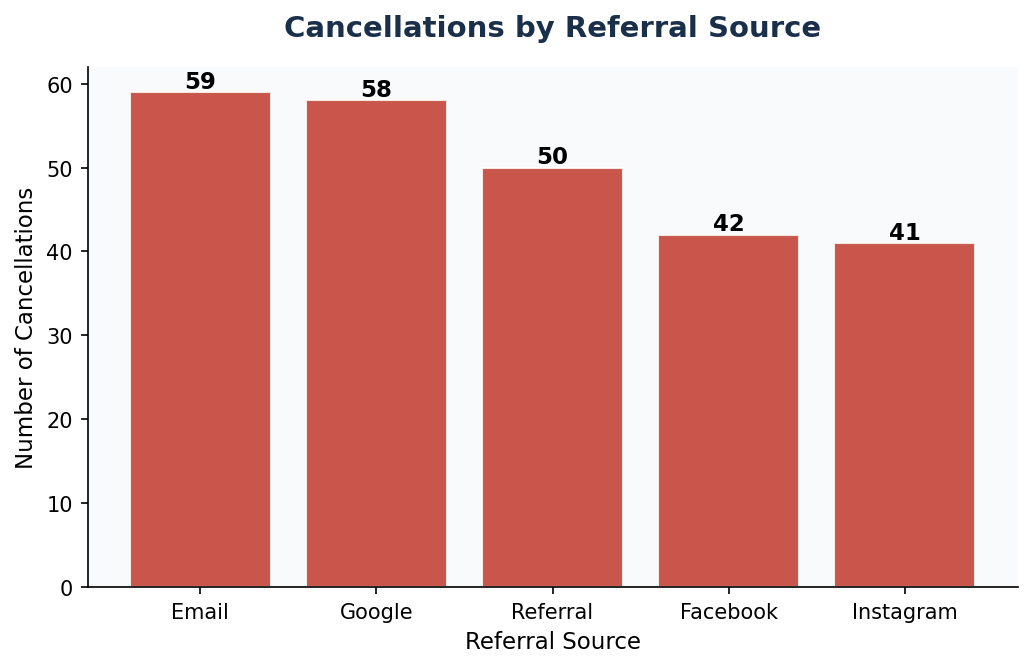 Cancellations by Referral Source
Number of Cancellations
60
50
40
30
20
10
0
59
58
50
42
41
Email
Google
Referral
Facebook
Instagram
Referral Source